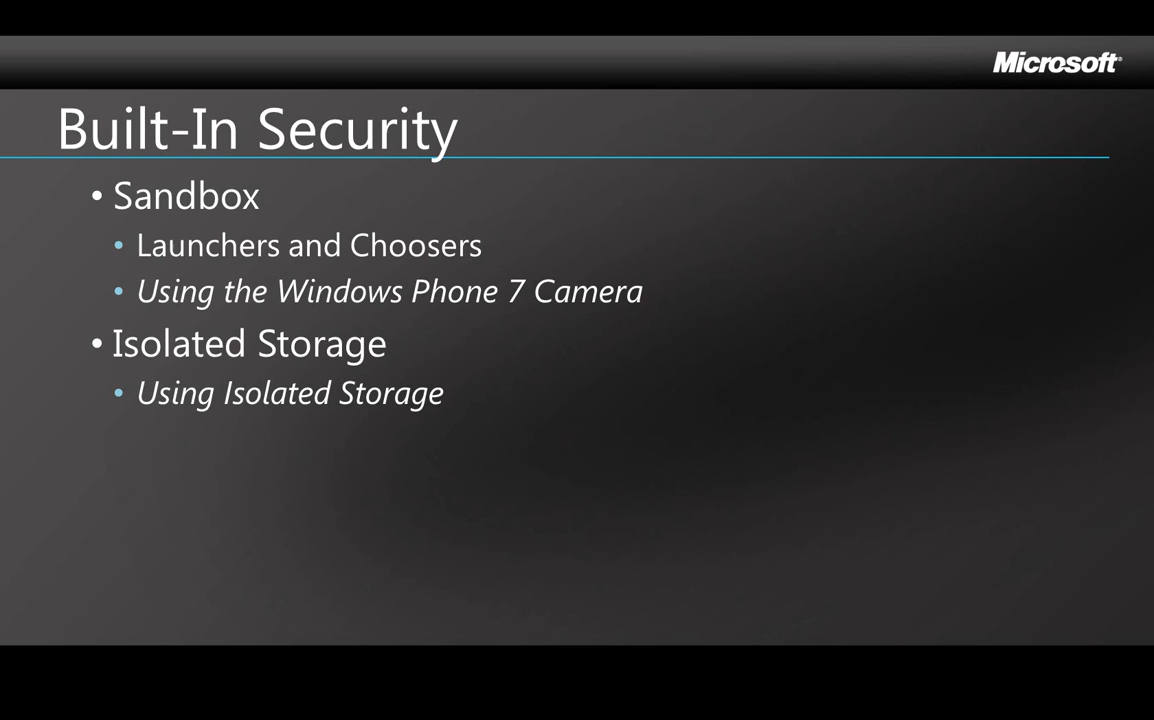 Microsoft®
Built-In Security
• Sandbox
• Launchers and Choosers
• Using the Windows Phone 7 Camera
• Isolated Storage
• Using Isolated Storage